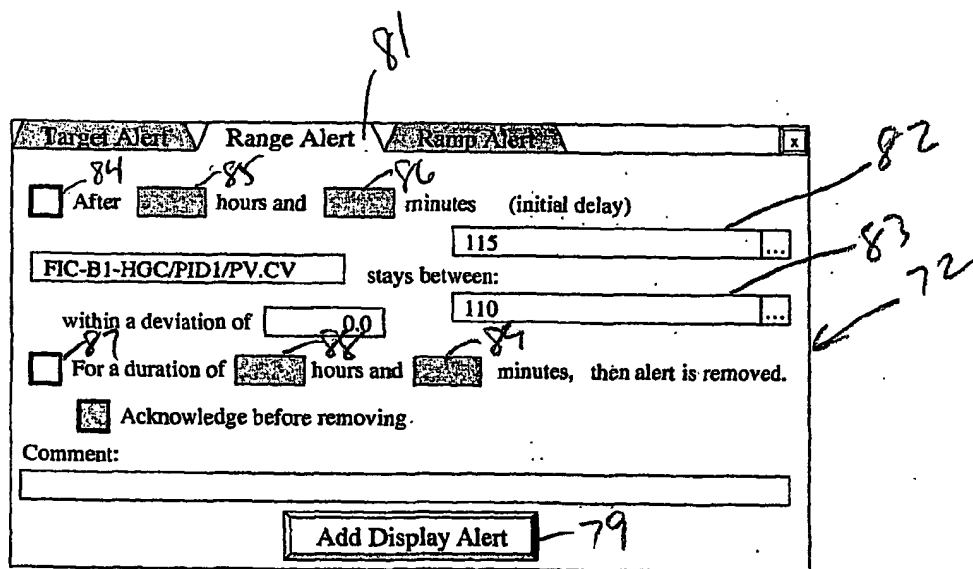 81
Target Alert Range Alert Ramp Alert x
84 85 86 82
After hours and minutes (initial delay)
115 ...
83
FIC-B1-HGC/PID1/PV.CV stays between:
72
110 ...
within a deviation of 0.0
87 88 89
For a duration of hours and minutes, then alert is removed.
Acknowledge before removing.
Comment:
Add Display Alert 79